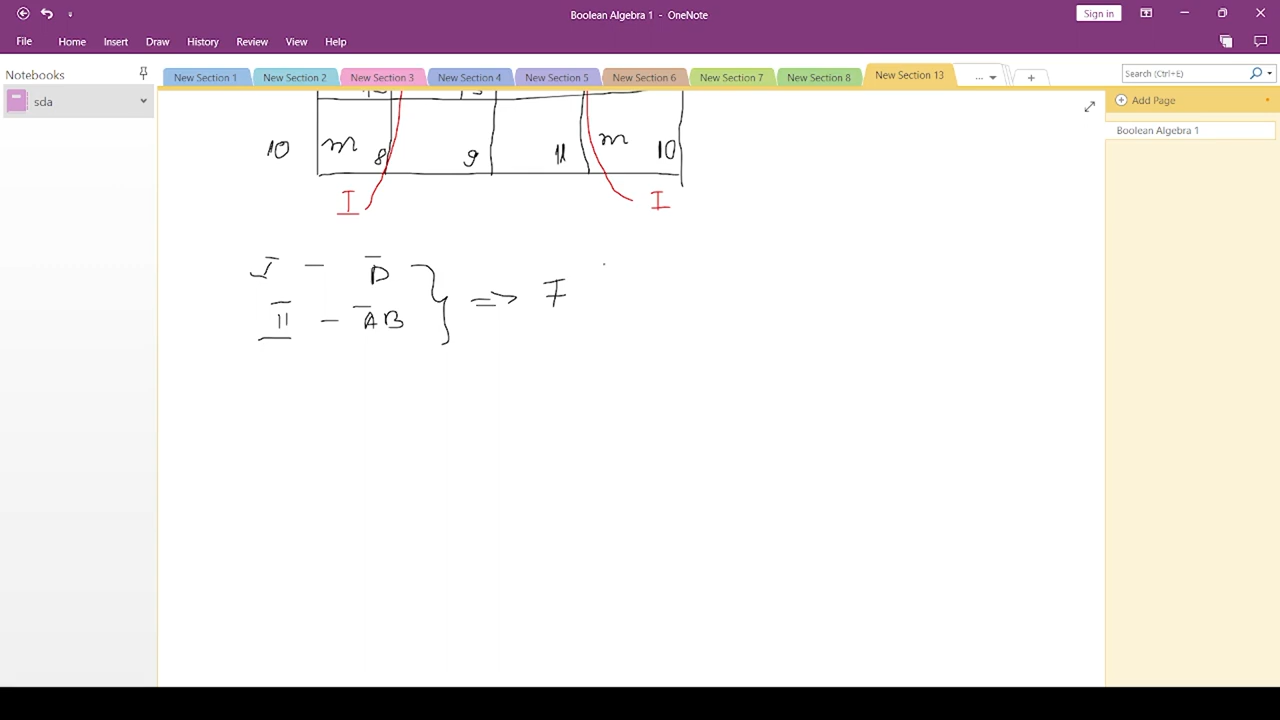 Boolean Algebra 1 - OneNote
Sign in
File Home Insert Draw History Review View Help
Notebooks
New Section 1 New Section 2 New Section 3 New Section 4 New Section 5 New Section 6 New Section 7 New Section 8 New Section 13 ...
Search (Ctrl+E)
sda
Add Page
Boolean Algebra 1
10 m 8 9 11 m 10
I I
I - D̅
II - A̅B
} => F